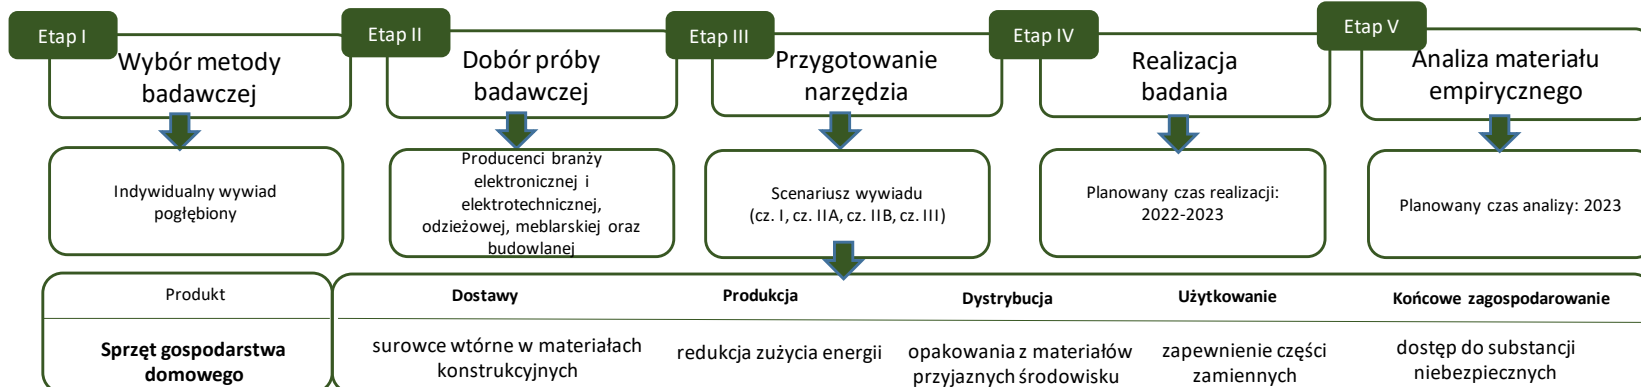 Etap I
Wybór metody
badawczej
Indywidualny wywiad
pogłębiony
Etap II
Dobór próby
badawczej
Producenci branży
elektronicznej i
elektrotechnicznej,
odzieżowej, meblarskiej oraz
budowlanej
Etap III
Przygotowanie
narzędzia
Scenariusz wywiadu
(cz. I, cz. IIA, cz. IIB, cz. III)
Etap IV
Realizacja
badania
Planowany czas realizacji:
2022-2023
Etap V
Analiza materiału
empirycznego
Planowany czas analizy: 2023
Produkt
Sprzęt gospodarstwa
domowego
Dostawy
surowce wtórne w materiałach
konstrukcyjnych
Produkcja
redukcja zużycia energii
Dystrybucja
opakowania z materiałów
przyjaznych środowisku
Użytkowanie
zapewnienie części
zamiennych
Końcowe zagospodarowanie
dostęp do substancji
niebezpiecznych